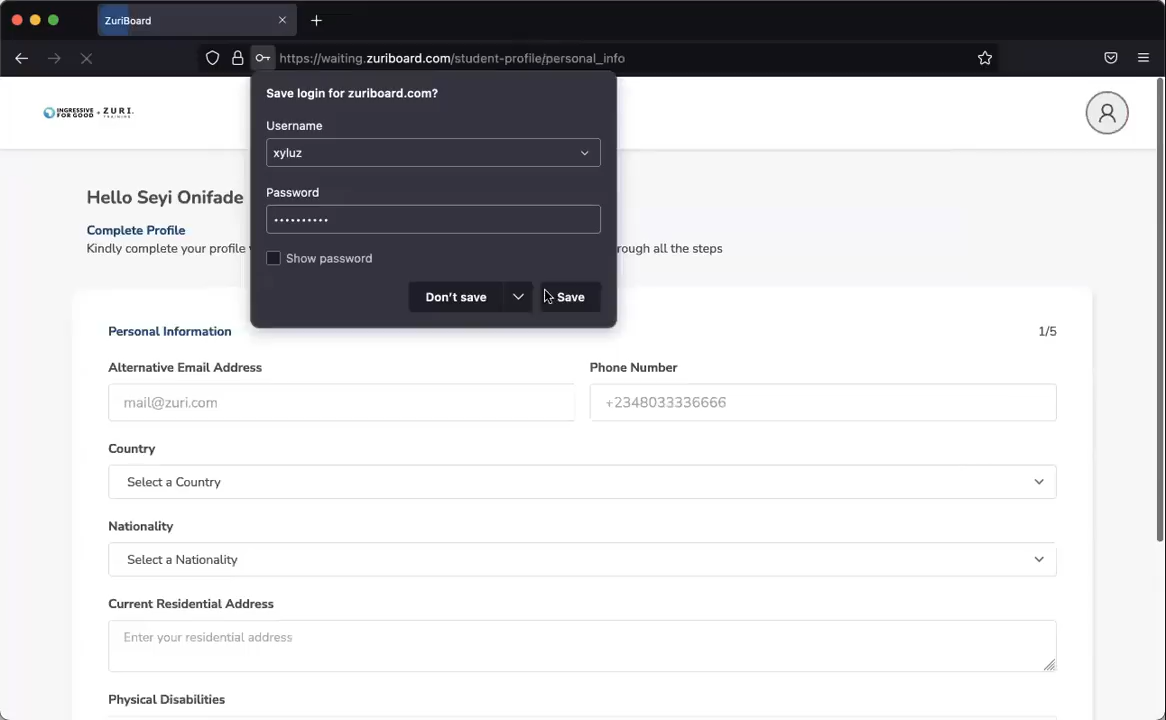 ZuriBoard
https://waiting.zuriboard.com/student-profile/personal_info
INGRESSIVE FOR GOOD + ZURI TRAINING
Save login for zuriboard.com?
Username
xyluz
Password
••••••••••
Show password
Don't save
Save
Hello Seyi Onifade
Complete Profile
Kindly complete your profile
rough all the steps
Personal Information
1/5
Alternative Email Address
Phone Number
mail@zuri.com
+2348033336666
Country
Select a Country
Nationality
Select a Nationality
Current Residential Address
Enter your residential address
Physical Disabilities